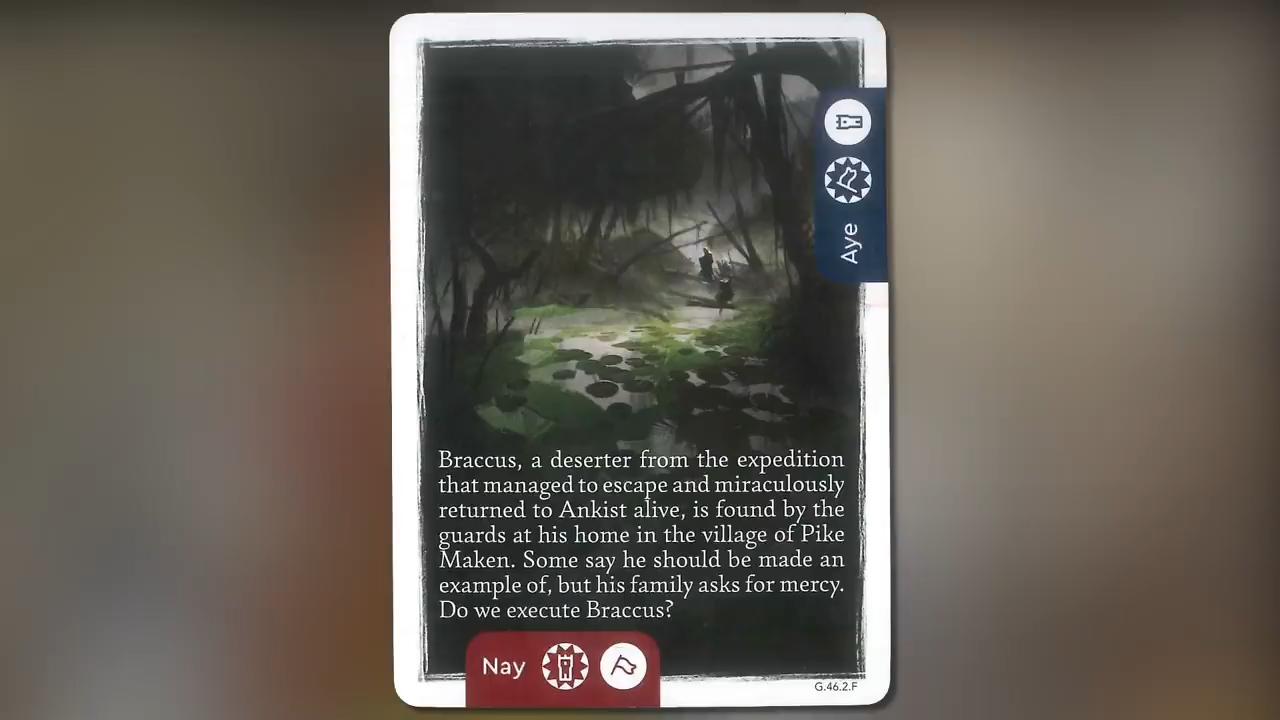 Aye
Braccus, a deserter from the expedition
that managed to escape and miraculously
returned to Ankist alive, is found by the
guards at his home in the village of Pike
Maken. Some say he should be made an
example of, but his family asks for mercy.
Do we execute Braccus?
Nay
G.46.2.F